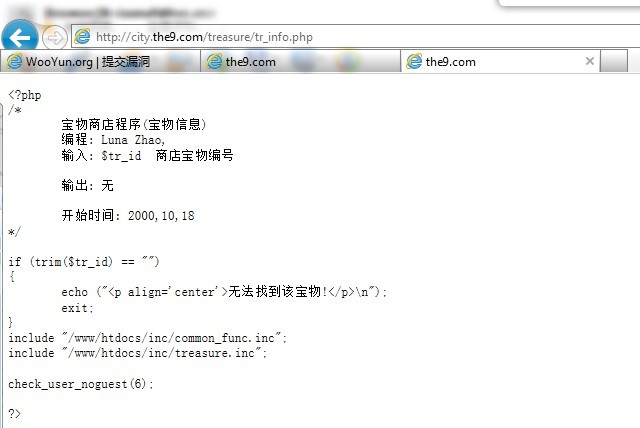 http://city.the9.com/treasure/tr_info.php
WooYun.org | 提交漏洞
the9.com
the9.com
<?php
/*
宝物商店程序(宝物信息)
编程: Luna Zhao,
输入: $tr_id 商店宝物编号
输出: 无
开始时间: 2000,10,18
*/
if (trim($tr_id) == "")
{
echo ("<p align='center'>无法找到该宝物!</p>\n");
exit;
}
include "/www/htdocs/inc/common_func.inc";
include "/www/htdocs/inc/treasure.inc";
check_user_noguest(6);
?>